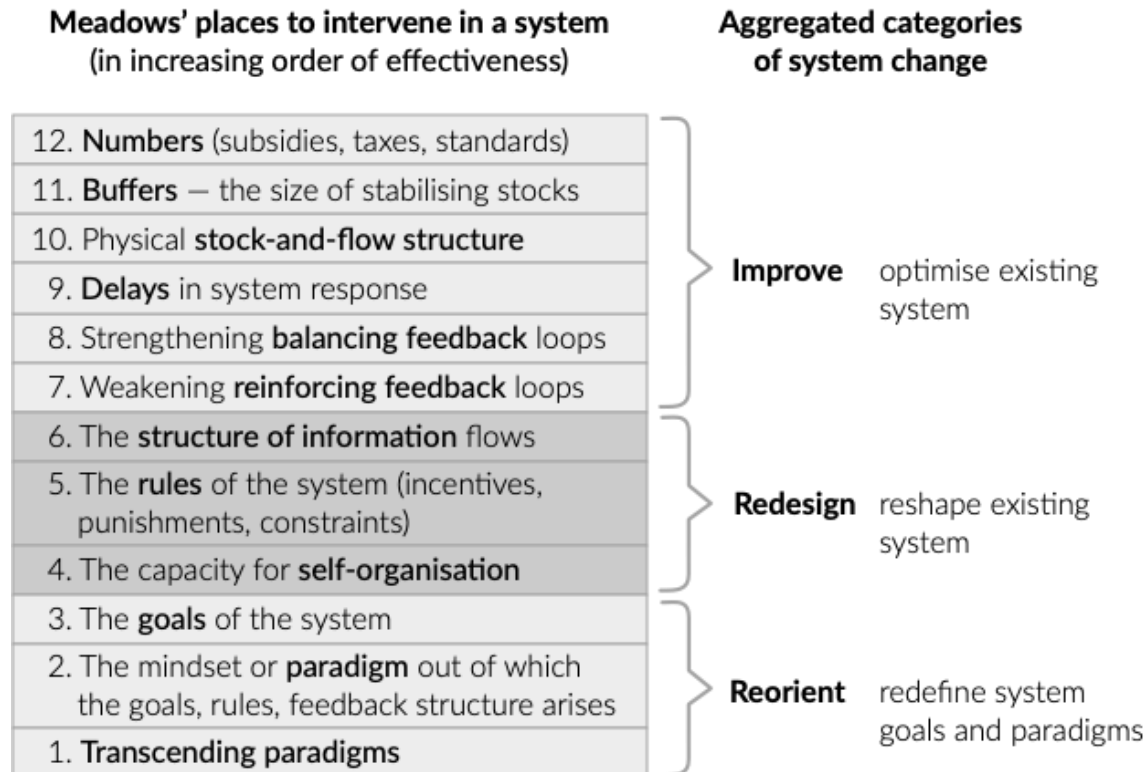 Meadows' places to intervene in a system
(in increasing order of effectiveness)
Aggregated categories
of system change
12. Numbers (subsidies, taxes, standards)
11. Buffers — the size of stabilising stocks
10. Physical stock-and-flow structure
9. Delays in system response
8. Strengthening balancing feedback loops
7. Weakening reinforcing feedback loops
Improve optimise existing
system
6. The structure of information flows
5. The rules of the system (incentives,
punishments, constraints)
4. The capacity for self-organisation
Redesign reshape existing
system
3. The goals of the system
2. The mindset or paradigm out of which
the goals, rules, feedback structure arises
1. Transcending paradigms
Reorient redefine system
goals and paradigms